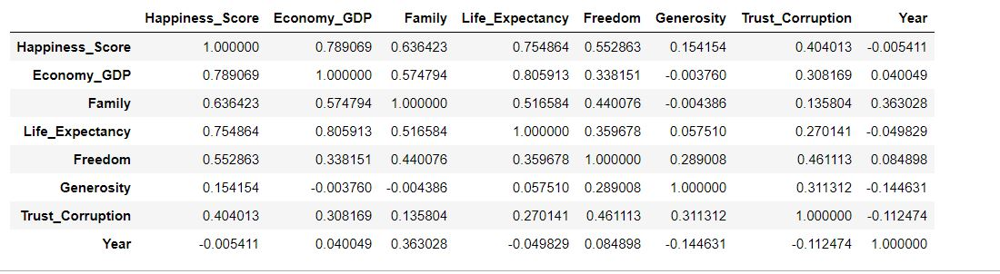 Happiness_Score Economy_GDP Family Life_Expectancy Freedom Generosity Trust_Corruption Year
Happiness_Score 1.000000 0.789069 0.636423 0.754864 0.552863 0.154154 0.404013 -0.005411
Economy_GDP 0.789069 1.000000 0.574794 0.805913 0.338151 -0.003760 0.308169 0.040049
Family 0.636423 0.574794 1.000000 0.516584 0.440076 -0.004386 0.135804 0.363028
Life_Expectancy 0.754864 0.805913 0.516584 1.000000 0.359678 0.057510 0.270141 -0.049829
Freedom 0.552863 0.338151 0.440076 0.359678 1.000000 0.289008 0.461113 0.084898
Generosity 0.154154 -0.003760 -0.004386 0.057510 0.289008 1.000000 0.311312 -0.144631
Trust_Corruption 0.404013 0.308169 0.135804 0.270141 0.461113 0.311312 1.000000 -0.112474
Year -0.005411 0.040049 0.363028 -0.049829 0.084898 -0.144631 -0.112474 1.000000